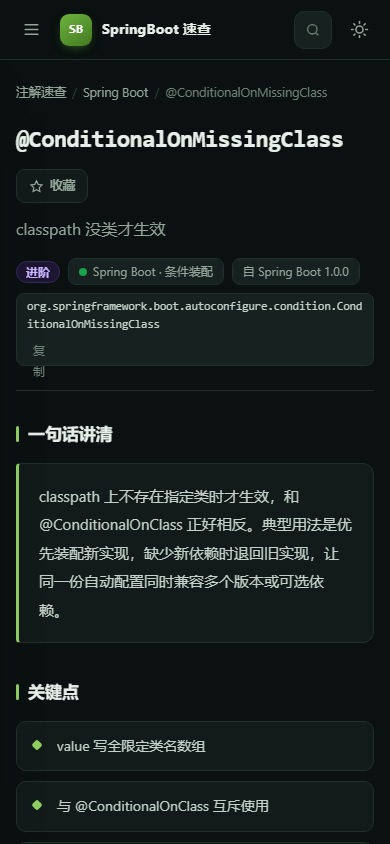 SB SpringBoot 速查
注解速查 / Spring Boot / @ConditionalOnMissingClass
@ConditionalOnMissingClass
收藏
classpath 没类才生效
进阶 Spring Boot · 条件装配 自 Spring Boot 1.0.0
org.springframework.boot.autoconfigure.condition.Cond
itionalOnMissingClass
复
制
一句话讲清
classpath 上不存在指定类时才生效，和
@ConditionalOnClass 正好相反。典型用法是优
先装配新实现，缺少新依赖时退回旧实现，让
同一份自动配置同时兼容多个版本或可选依
赖。
关键点
value 写全限定类名数组
与 @ConditionalOnClass 互斥使用